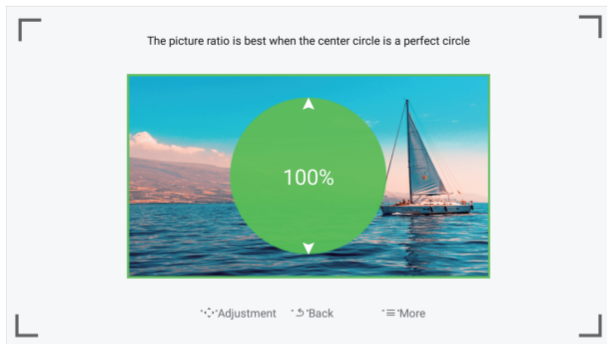 The picture ratio is best when the center circle is a perfect circle
100%
Adjustment Back More